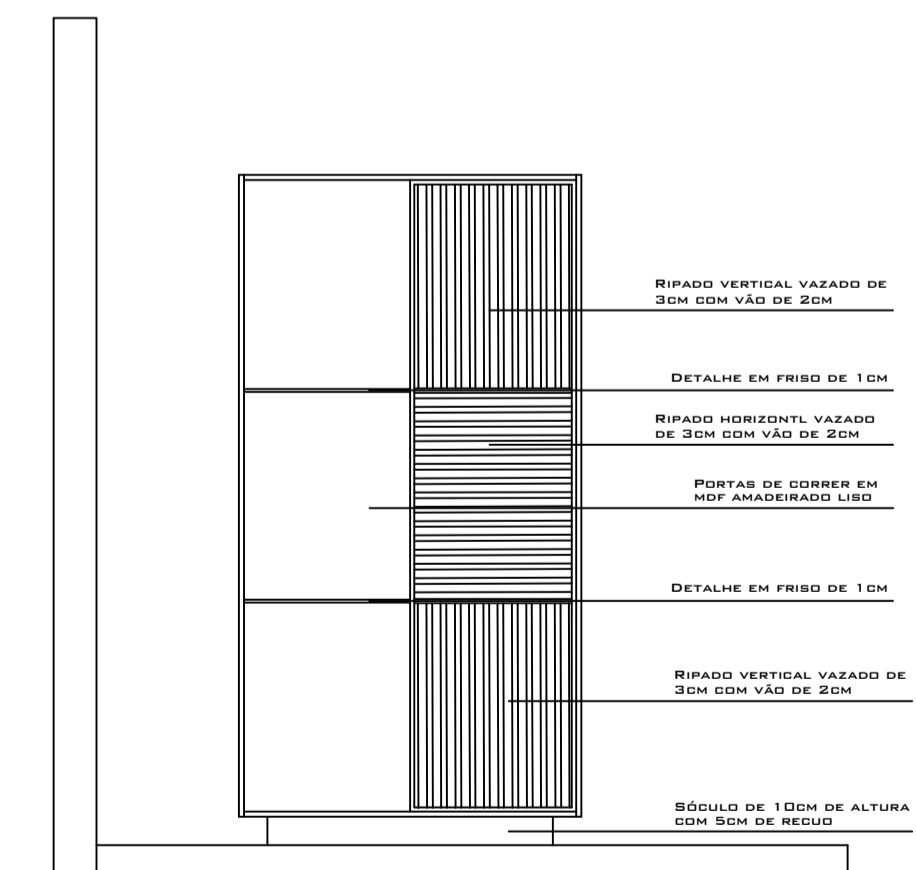 Ripado vertical vazado de
3cm com vão de 2cm
Detalhe em friso de 1cm
Ripado horizontl vazado
de 3cm com vão de 2cm
Portas de correr em
mdf amadeirado liso
Detalhe em friso de 1cm
Ripado vertical vazado de
3cm com vão de 2cm
Sóculo de 10cm de altura
com 5cm de recuo